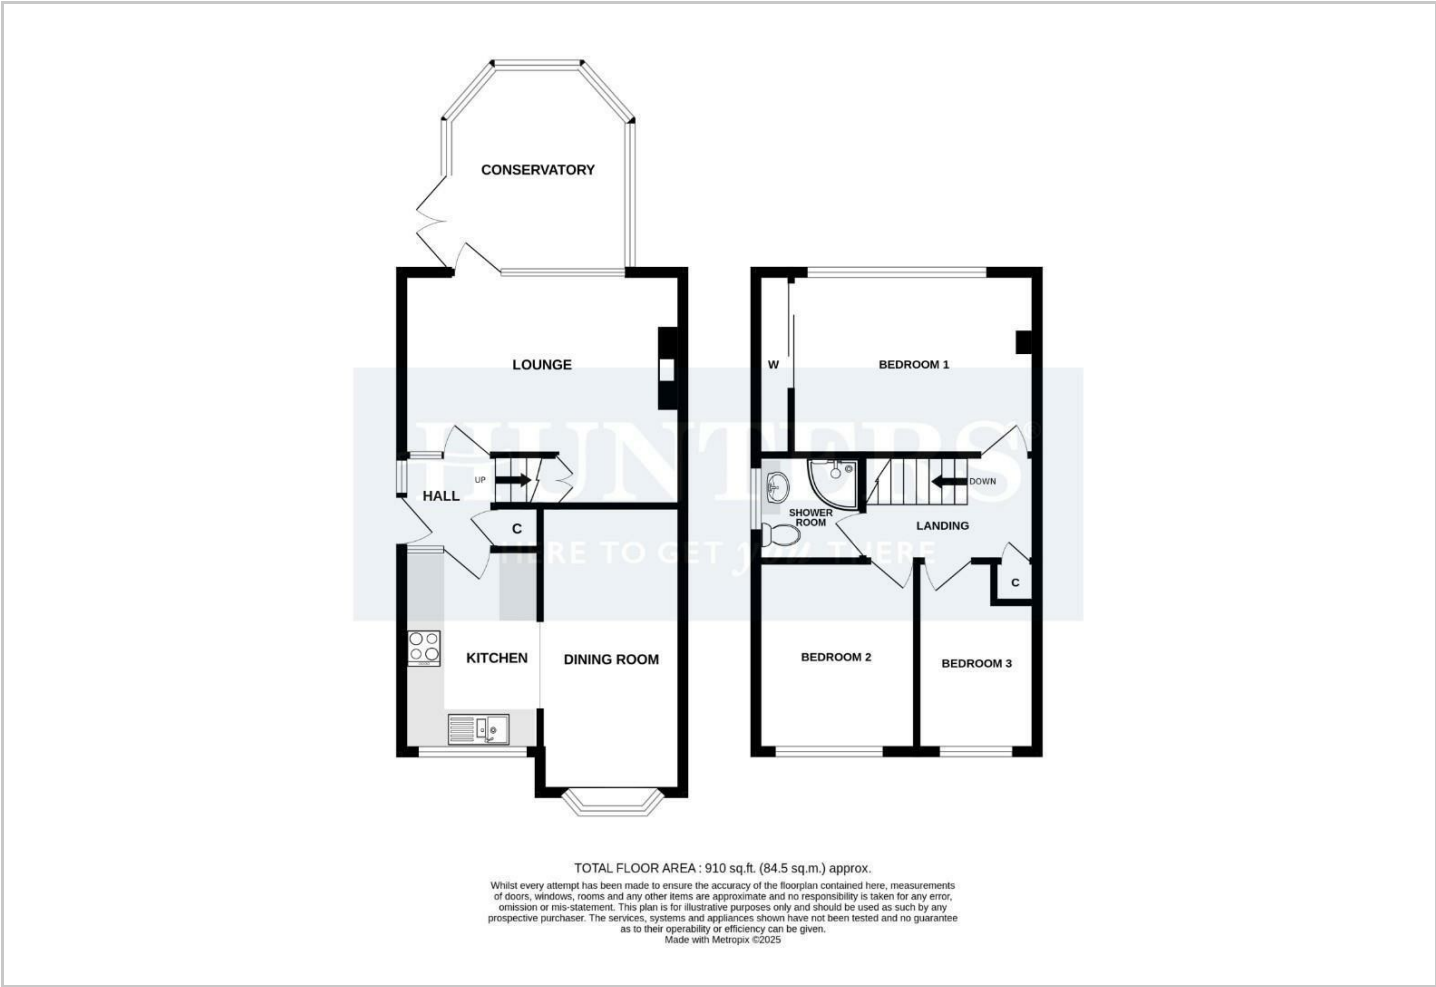 CONSERVATORY
LOUNGE
UP
HALL
C
KITCHEN
DINING ROOM
W
BEDROOM 1
DOWN
SHOWER
ROOM
LANDING
C
BEDROOM 2
BEDROOM 3
HUNTERS®
HERE TO GET you THERE
TOTAL FLOOR AREA : 910 sq.ft. (84.5 sq.m.) approx.
Whilst every attempt has been made to ensure the accuracy of the floorplan contained here, measurements
of doors, windows, rooms and any other items are approximate and no responsibility is taken for any error,
omission or mis-statement. This plan is for illustrative purposes only and should be used as such by any
prospective purchaser. The services, systems and appliances shown have not been tested and no guarantee
as to their operability or efficiency can be given.
Made with Metropix ©2025